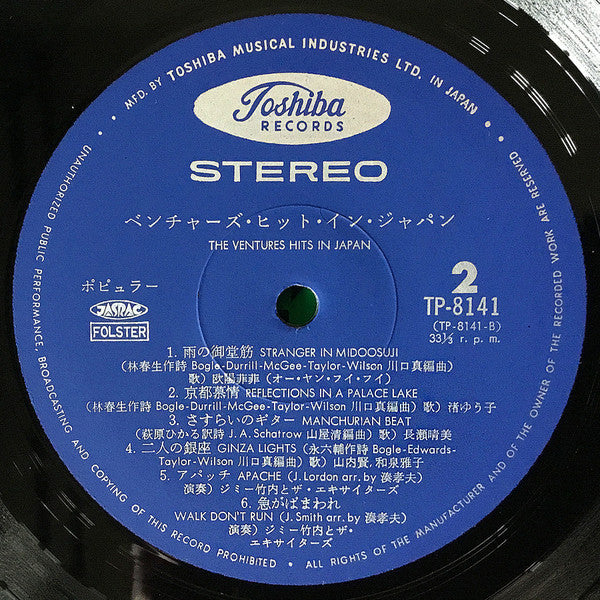 MFD. BY TOSHIBA MUSICAL INDUSTRIES LTD. IN JAPAN
Toshiba
RECORDS
STEREO
ベンチャーズ・ヒット・イン・ジャパン
THE VENTURES HITS IN JAPAN
ポピュラー
JASRAC
FOLSTER
2
TP-8141
(TP-8141-B)
33⅓ r. p. m.
1. 雨の御堂筋 STRANGER IN MIDOOSUJI
(林春生作詩 Bogle-Durrill-McGee-Taylor-Wilson 川口真編曲)
歌) 欧陽菲菲 (オー・ヤン・フィ・フィ)
2. 京都慕情 REFLECTIONS IN A PALACE LAKE
(林春生作詩 Bogle-Durrill-McGee-Taylor-Wilson 川口真編曲) 歌) 渚ゆう子
3. さすらいのギター MANCHURIAN BEAT
(萩原ひかる訳詩 J. A. Schatrow 山屋清編曲) 歌) 長瀬晴美
4. 二人の銀座 GINZA LIGHTS (永六輔作詩 Bogle-Edwards-
Taylor-Wilson 川口真編曲) 歌) 山内賢, 和泉雅子
5. アパッチ APACHE (J. Lordon arr. by 湊孝夫)
演奏) ジミー竹内とザ・エキサイターズ
6. 急がばまわれ
WALK DON'T RUN (J. Smith arr. by 湊孝夫)
演奏) ジミー竹内とザ・
エキサイターズ
UNAUTHORIZED PUBLIC PERFORMANCE, BROADCASTING AND COPYING OF THIS RECORD PROHIBITED • ALL RIGHTS OF THE MANUFACTURER AND OF THE OWNER OF THE RECORDED WORK ARE RESERVED.